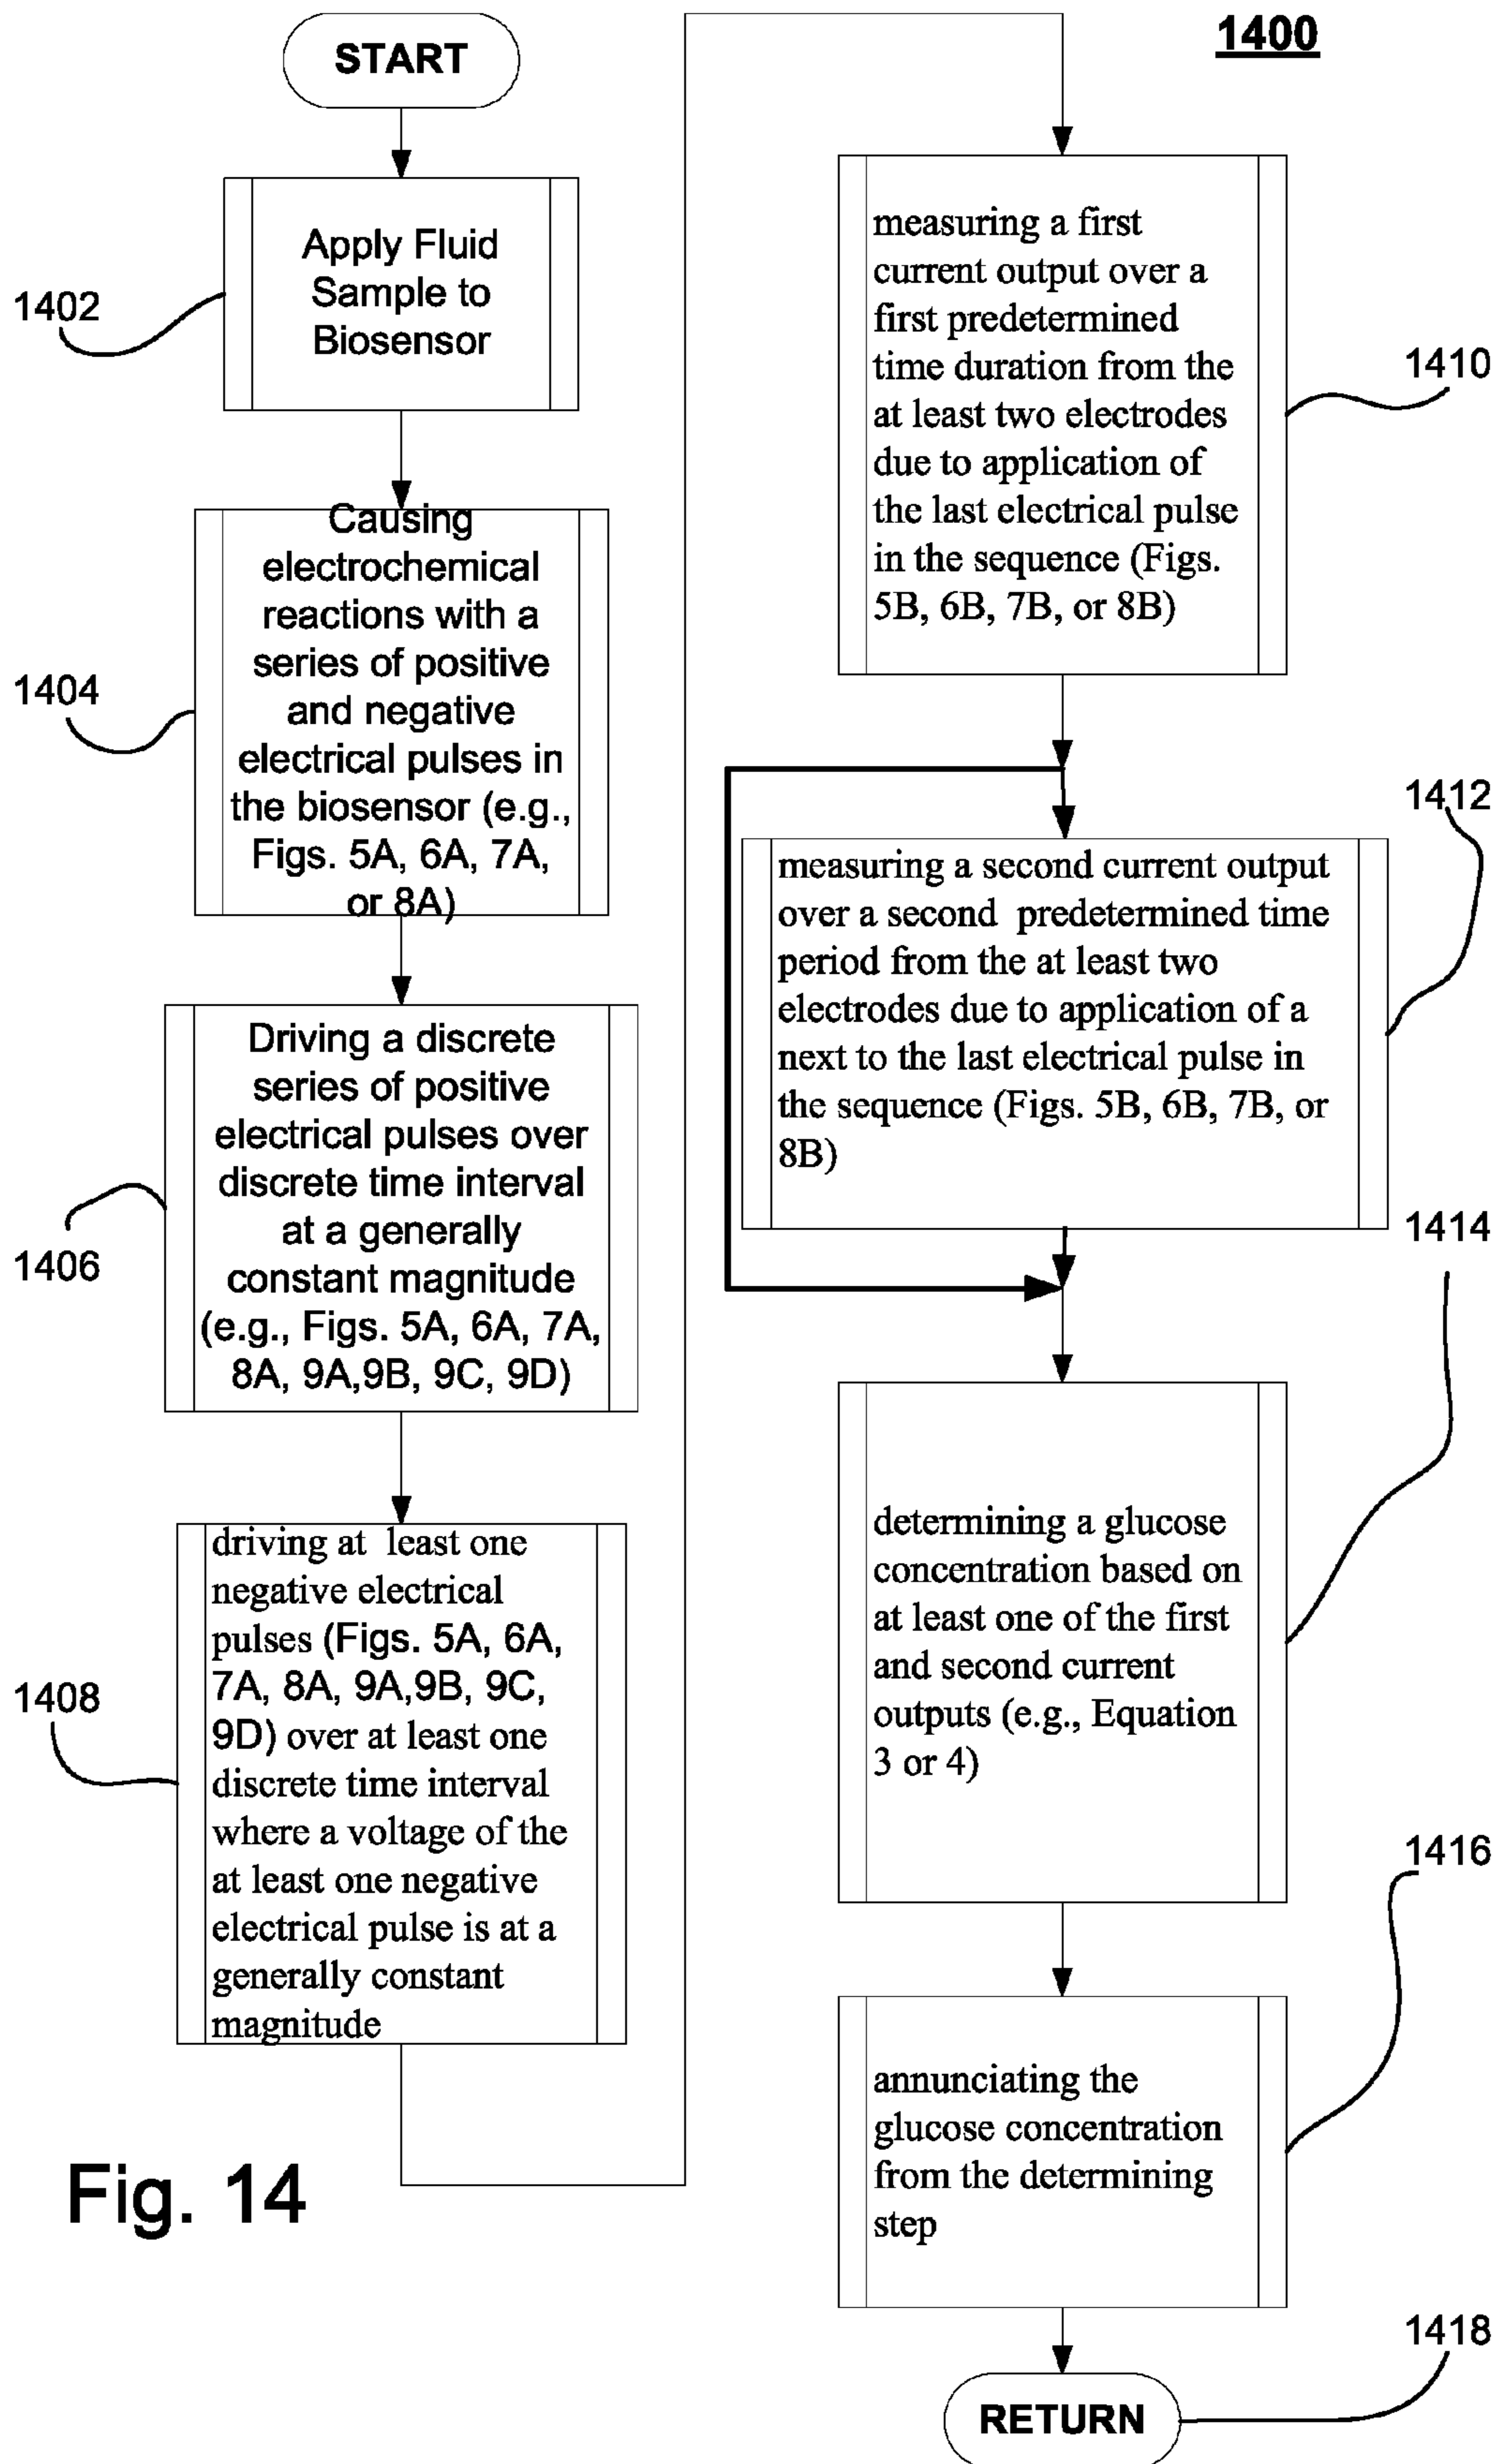 START
1402
Apply Fluid
Sample to
Biosensor
1404
Causing
electrochemical
reactions with a
series of positive
and negative
electrical pulses in
the biosensor (e.g.,
Figs. 5A, 6A, 7A,
or 8A)
1406
Driving a discrete
series of positive
electrical pulses over
discrete time interval
at a generally
constant magnitude
(e.g., Figs. 5A, 6A, 7A,
8A, 9A,9B, 9C, 9D)
1408
driving at least one
negative electrical
pulses (Figs. 5A, 6A,
7A, 8A, 9A,9B, 9C,
9D) over at least one
discrete time interval
where a voltage of the
at least one negative
electrical pulse is at a
generally constant
magnitude
Fig. 14
1400
measuring a first
current output over a
first predetermined
time duration from the
at least two electrodes
due to application of
the last electrical pulse
in the sequence (Figs.
5B, 6B, 7B, or 8B)
1410
measuring a second current output
over a second predetermined time
period from the at least two
electrodes due to application of a
next to the last electrical pulse in
the sequence (Figs. 5B, 6B, 7B, or
8B)
1412
1414
determining a glucose
concentration based on
at least one of the first
and second current
outputs (e.g., Equation
3 or 4)
1416
annunciating the
glucose concentration
from the determining
step
1418
RETURN